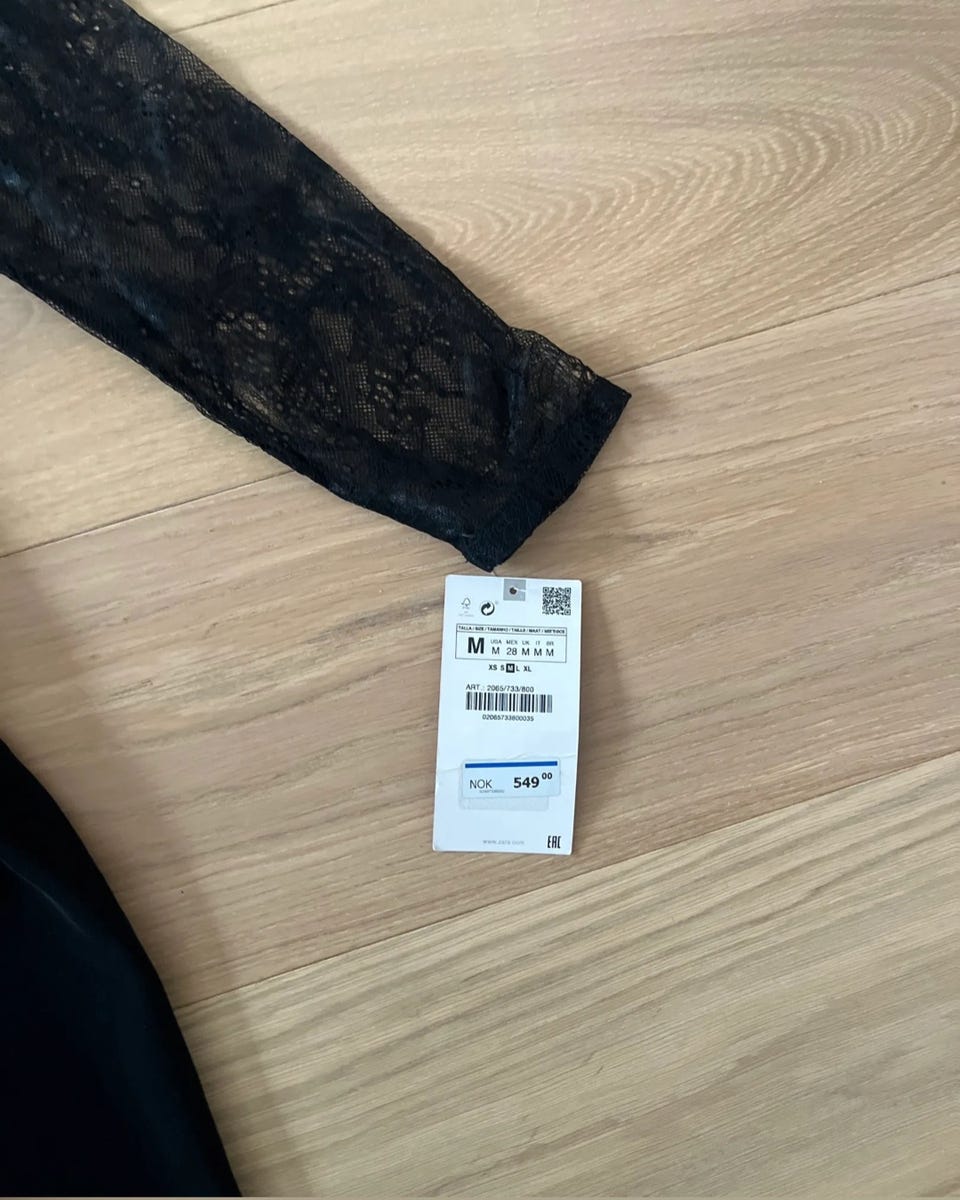 TALLA / SIZE / TAMANHO / TAILLE / MAAT / МӨЛШЕРІ
M
USA MEX UK IT BR
M 28 M M M
XS S M L XL
ART.: 2065/733/800
02065733800035
NOK 549 00
www.zara.com
EAC